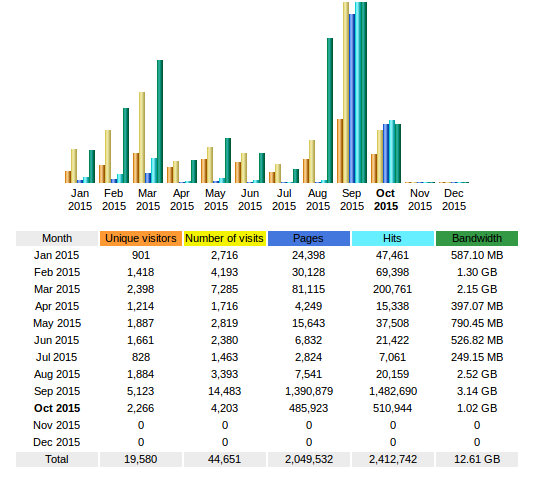 Jan Feb Mar Apr May Jun Jul Aug Sep Oct Nov Dec
2015 2015 2015 2015 2015 2015 2015 2015 2015 2015 2015 2015
Month Unique visitors Number of visits Pages Hits Bandwidth
Jan 2015 901 2,716 24,398 47,461 587.10 MB
Feb 2015 1,418 4,193 30,128 69,398 1.30 GB
Mar 2015 2,398 7,285 81,115 200,761 2.15 GB
Apr 2015 1,214 1,716 4,249 15,338 397.07 MB
May 2015 1,887 2,819 15,643 37,508 790.45 MB
Jun 2015 1,661 2,380 6,832 21,422 526.82 MB
Jul 2015 828 1,463 2,824 7,061 249.15 MB
Aug 2015 1,884 3,393 7,541 20,159 2.52 GB
Sep 2015 5,123 14,483 1,390,879 1,482,690 3.14 GB
Oct 2015 2,266 4,203 485,923 510,944 1.02 GB
Nov 2015 0 0 0 0 0
Dec 2015 0 0 0 0 0
Total 19,580 44,651 2,049,532 2,412,742 12.61 GB